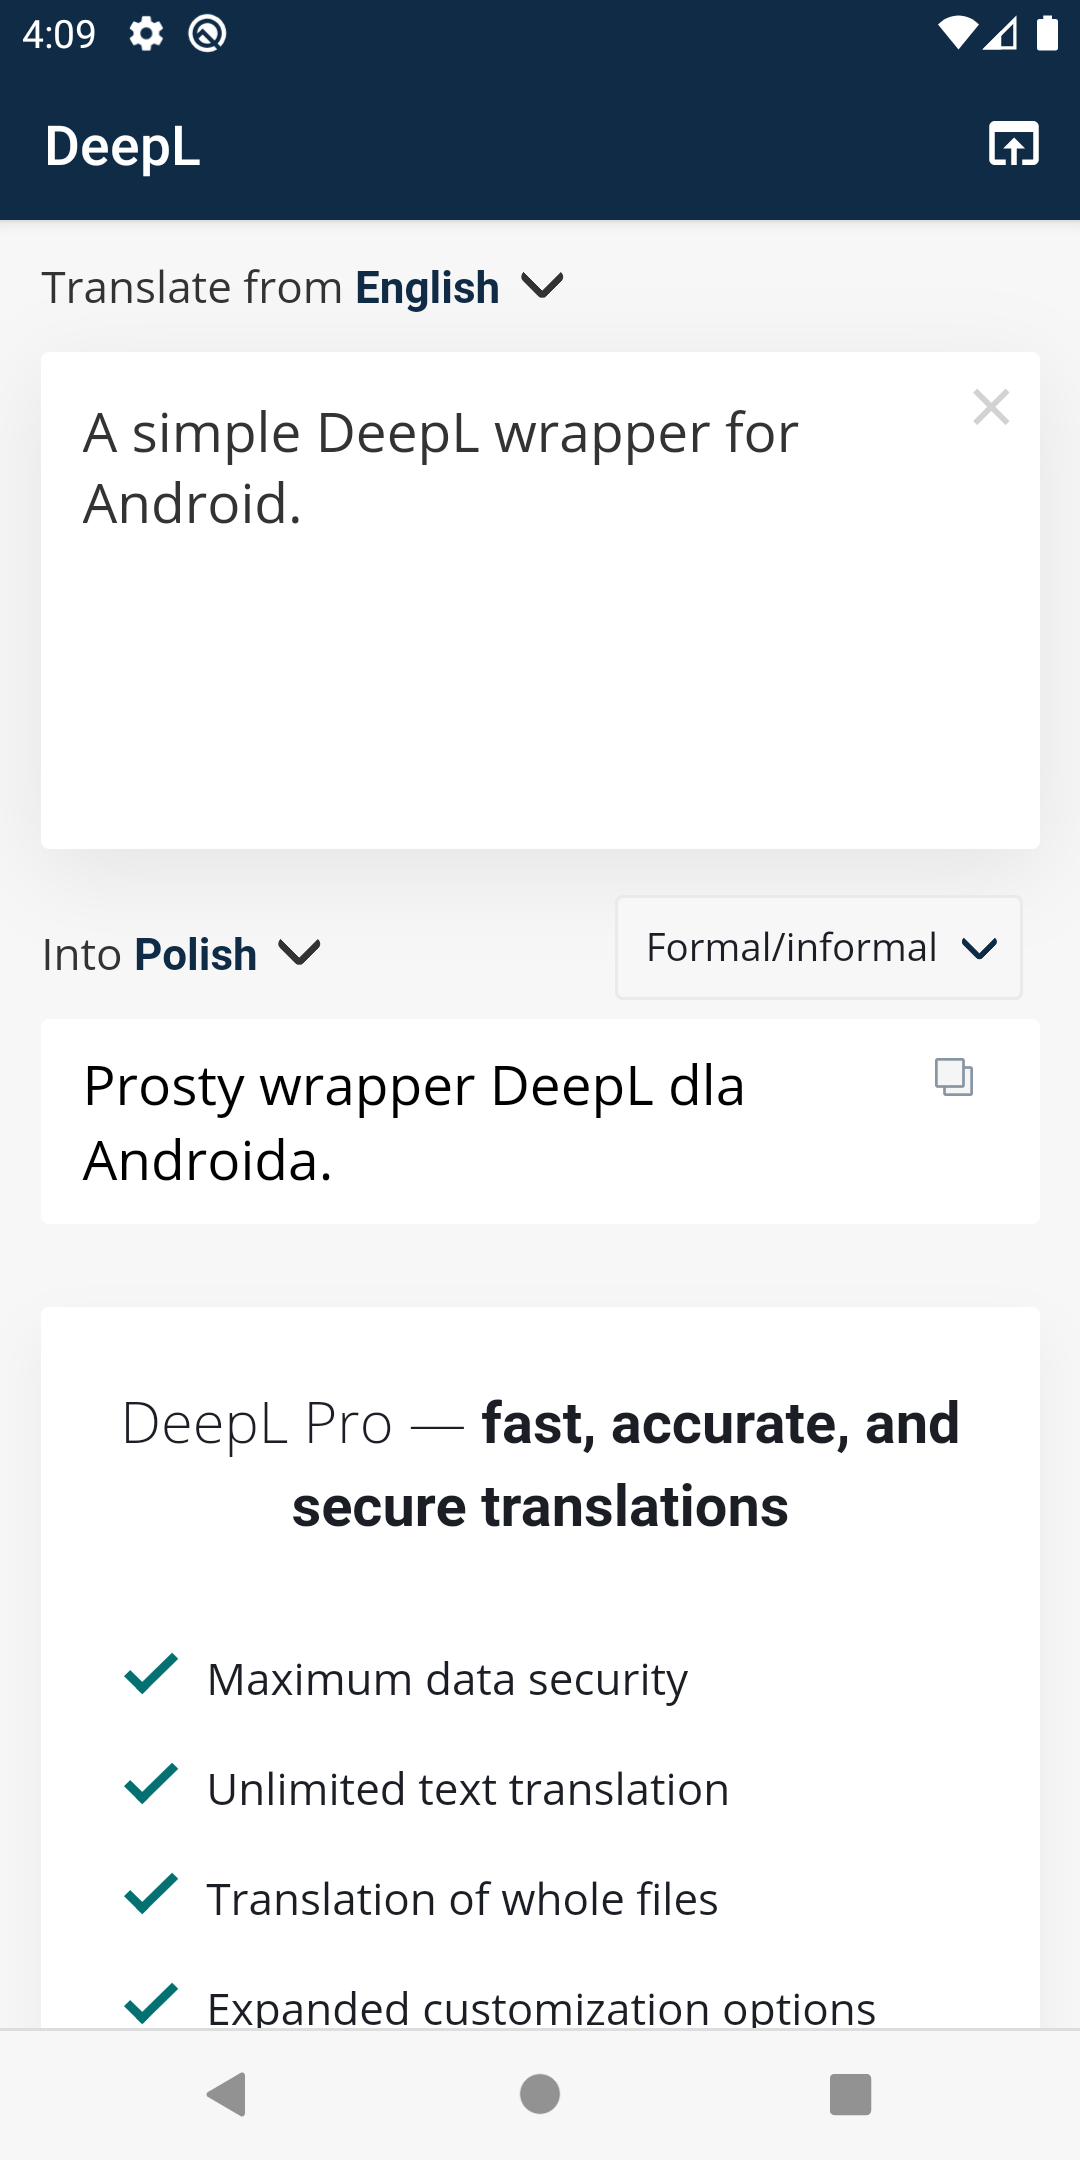 4:09
DeepL
Translate from English
A simple DeepL wrapper for
Android.
Into Polish
Formal/informal
Prosty wrapper DeepL dla
Androida.
DeepL Pro — fast, accurate, and
secure translations
Maximum data security
Unlimited text translation
Translation of whole files
Expanded customization options